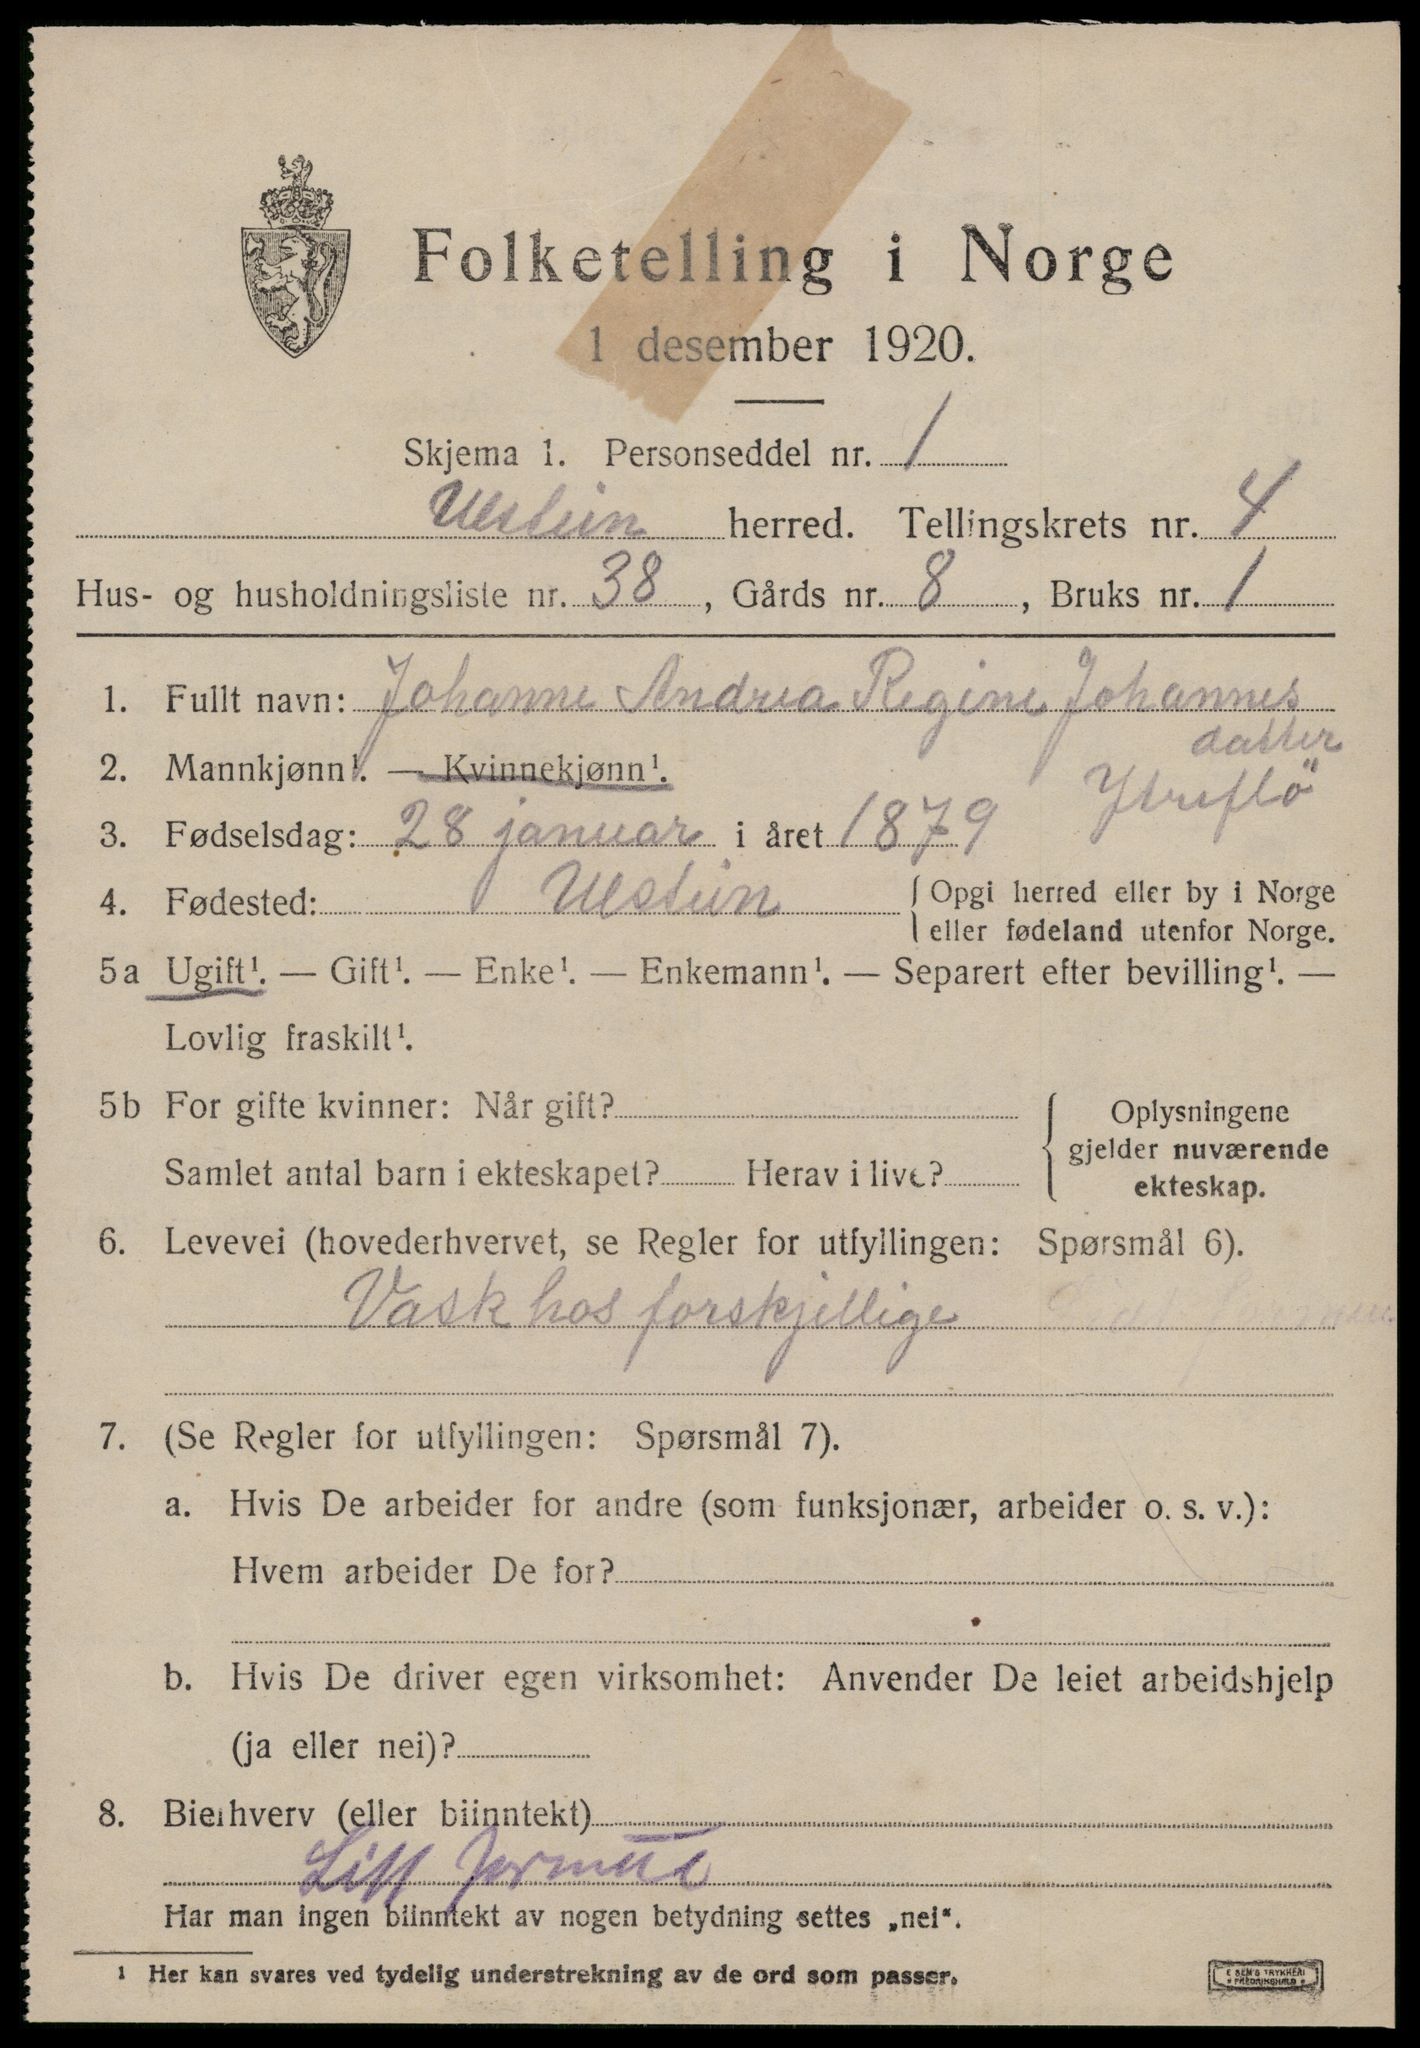 Folketelling i Norge
1 desember 1920.
Skjema 1. Personseddel nr. 1
Ulstein herred. Tellingskrets nr. 4
Hus- og husholdningsliste nr. 38, Gårds nr. 8, Bruks nr. 1
1. Fullt navn: Johanne Andrea Regine Johannes
datter
2. Mannkjønn¹. — Kvinnekjønn¹.
Ytreflö
3. Fødselsdag: 28 januar i året 1879
4. Fødested: Ulstein { Opgi herred eller by i Norge
eller fødeland utenfor Norge.
5a Ugift¹. — Gift¹. — Enke¹. — Enkemann¹. — Separert efter bevilling¹. —
Lovlig fraskilt¹.
5b For gifte kvinner: Når gift?
Samlet antal barn i ekteskapet? Herav i live?
Oplysningene
gjelder nuværende
ekteskap.
6. Levevei (hovederhvervet, se Regler for utfyllingen: Spørsmål 6).
Vask hos forskjellige
7. (Se Regler for utfyllingen: Spørsmål 7).
a. Hvis De arbeider for andre (som funksjonær, arbeider o. s. v.):
Hvem arbeider De for?
b. Hvis De driver egen virksomhet: Anvender De leiet arbeidshjelp
(ja eller nei)?
8. Bierhverv (eller biinntekt)
Litt
Har man ingen biinntekt av nogen betydning settes „nei“.
¹ Her kan svares ved tydelig understrekning av de ord som passer.
E SEM'S TRYKKERI
FREDRIKSHALD